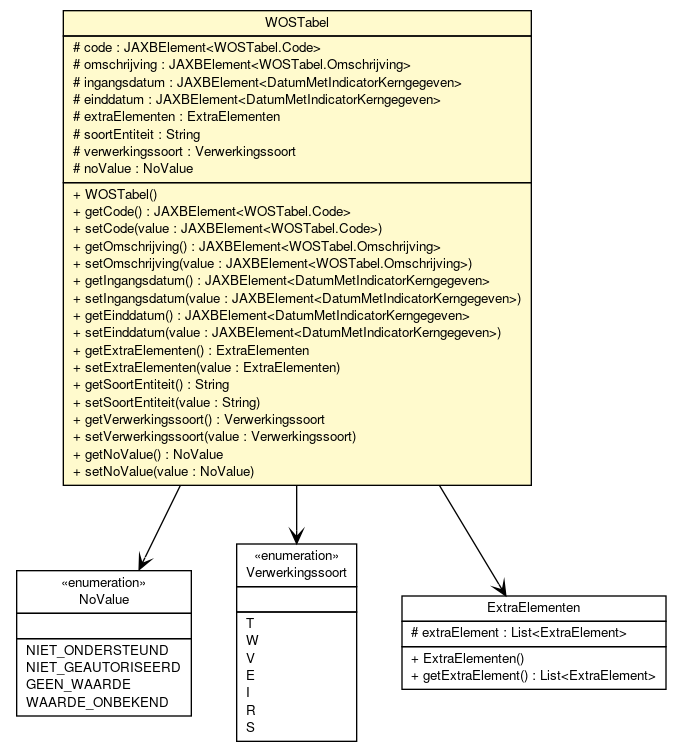 WOSTabel
# code : JAXBElement<WOSTabel.Code>
# omschrijving : JAXBElement<WOSTabel.Omschrijving>
# ingangsdatum : JAXBElement<DatumMetIndicatorKerngegeven>
# einddatum : JAXBElement<DatumMetIndicatorKerngegeven>
# extraElementen : ExtraElementen
# soortEntiteit : String
# verwerkingssoort : Verwerkingssoort
# noValue : NoValue
+ WOSTabel()
+ getCode() : JAXBElement<WOSTabel.Code>
+ setCode(value : JAXBElement<WOSTabel.Code>)
+ getOmschrijving() : JAXBElement<WOSTabel.Omschrijving>
+ setOmschrijving(value : JAXBElement<WOSTabel.Omschrijving>)
+ getIngangsdatum() : JAXBElement<DatumMetIndicatorKerngegeven>
+ setIngangsdatum(value : JAXBElement<DatumMetIndicatorKerngegeven>)
+ getEinddatum() : JAXBElement<DatumMetIndicatorKerngegeven>
+ setEinddatum(value : JAXBElement<DatumMetIndicatorKerngegeven>)
+ getExtraElementen() : ExtraElementen
+ setExtraElementen(value : ExtraElementen)
+ getSoortEntiteit() : String
+ setSoortEntiteit(value : String)
+ getVerwerkingssoort() : Verwerkingssoort
+ setVerwerkingssoort(value : Verwerkingssoort)
+ getNoValue() : NoValue
+ setNoValue(value : NoValue)
«enumeration»
NoValue
NIET_ONDERSTEUND
NIET_GEAUTORISEERD
GEEN_WAARDE
WAARDE_ONBEKEND
«enumeration»
Verwerkingssoort
T
W
V
E
I
R
S
ExtraElementen
# extraElement : List<ExtraElement>
+ ExtraElementen()
+ getExtraElement() : List<ExtraElement>